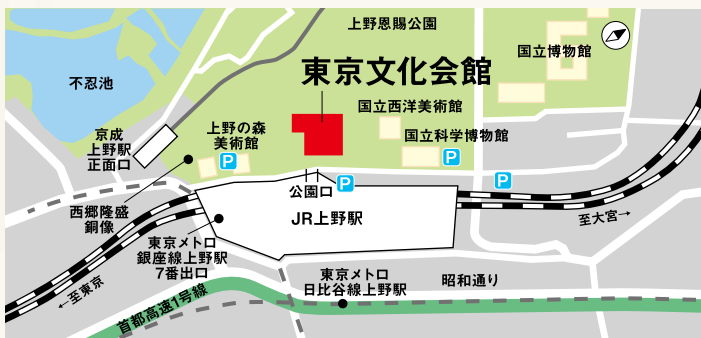 上野恩賜公園
国立博物館
不忍池
東京文化会館
国立西洋美術館
上野の森
美術館
京成
上野駅
正面口
国立科学博物館
P
P
P
P
公園口
西郷隆盛
銅像
JR上野駅
至大宮→
東京メトロ
銀座線上野駅
7番出口
東京メトロ
日比谷線上野駅
昭和通り
←至東京
首都高速1号線